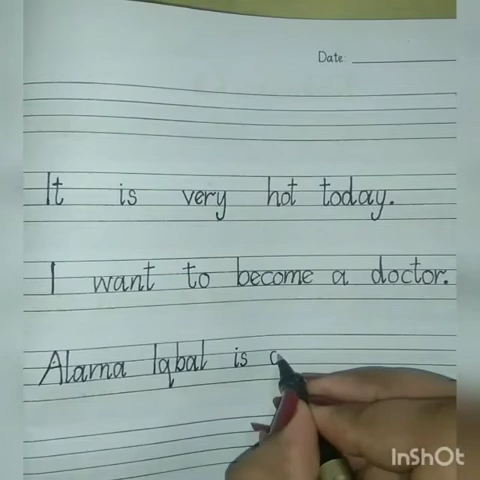 Date:
It is very hot today.
I want to become a doctor.
Alama Iqbal is
InShOt